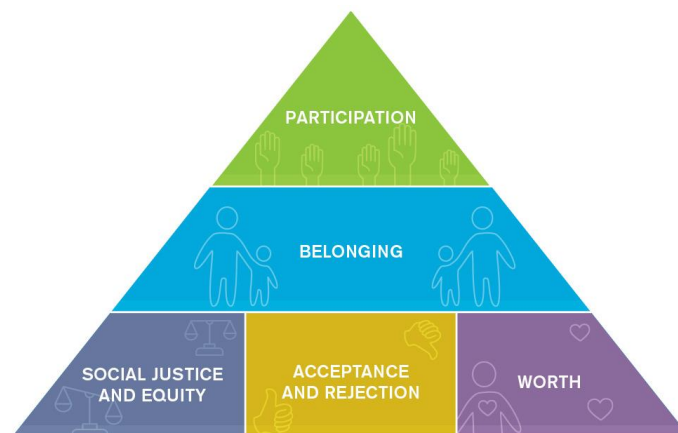 PARTICIPATION
BELONGING
SOCIAL JUSTICE
AND EQUITY
ACCEPTANCE
AND REJECTION
WORTH